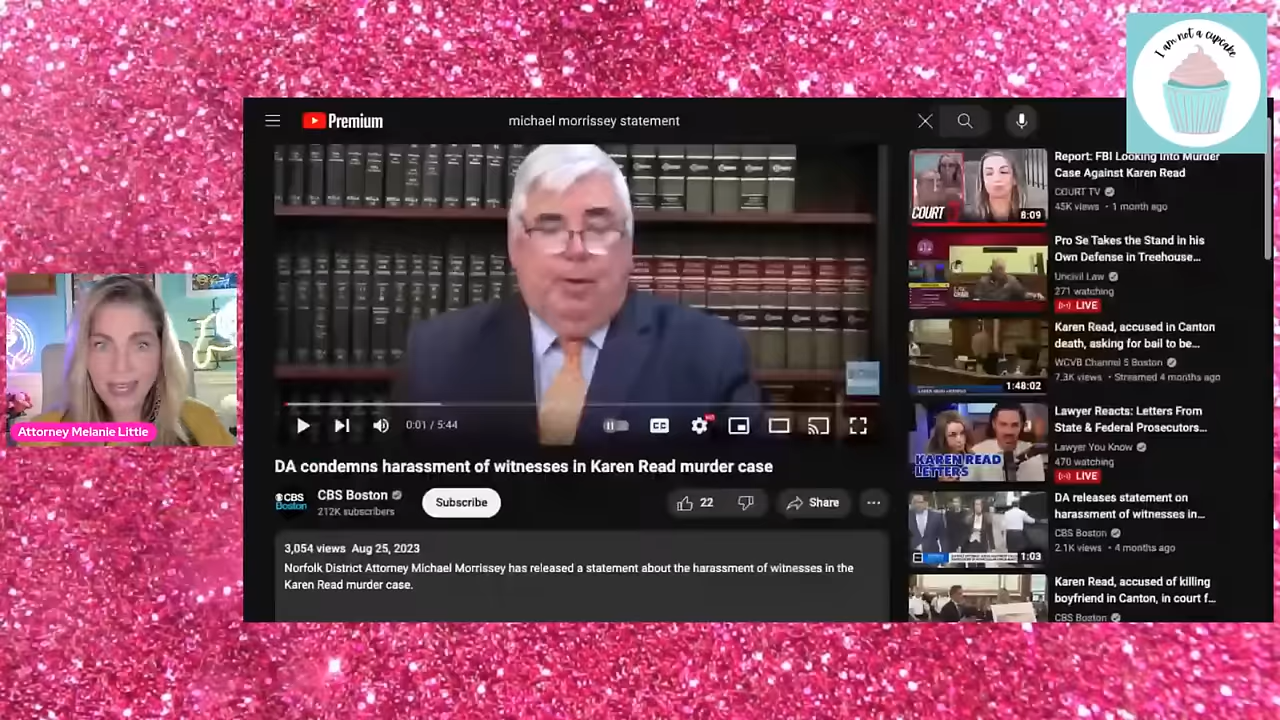 I am not a cupcake
Premium
michael morrissey statement
0:01 / 5:44
CC
DA condemns harassment of witnesses in Karen Read murder case
CBS Boston
CBS Boston
212K subscribers
Subscribe
22
Share
3,054 views Aug 25, 2023
Norfolk District Attorney Michael Morrissey has released a statement about the harassment of witnesses in the
Karen Read murder case.
Attorney Melanie Little
Report: FBI Looking Into Murder
Case Against Karen Read
COURT TV
45K views • 1 month ago
COURT
8:09
Pro Se Takes the Stand in his
Own Defense in Treehouse...
Uncivil Law
271 watching
LIVE
Karen Read, accused in Canton
death, asking for bail to be...
WCVB Channel 5 Boston
7.3K views • Streamed 4 months ago
1:48:02
Lawyer Reacts: Letters From
State & Federal Prosecutors...
Lawyer You Know
470 watching
LIVE
KAREN READ
LETTERS
DA releases statement on
harassment of witnesses in...
CBS Boston
2.1K views • 4 months ago
1:03
Karen Read, accused of killing
boyfriend in Canton, in court f...
CBS Boston